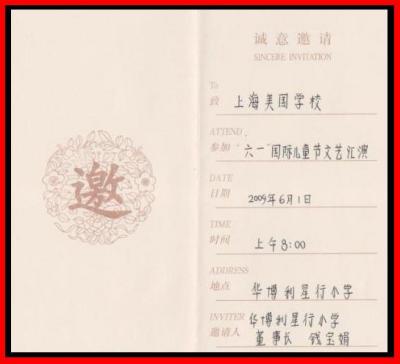 邀
诚意邀请
SINCERE INVITATION
To
致 上海美国学校
ATTEND
参加 “六一”国际儿童节文艺汇演
DATE
日期 2009年6月1日
TIME
时间 上午8:00
ADDRESS
地点 华博利星行小学
INVITER 华博利星行小学
邀请人 董事长 钱宝娟